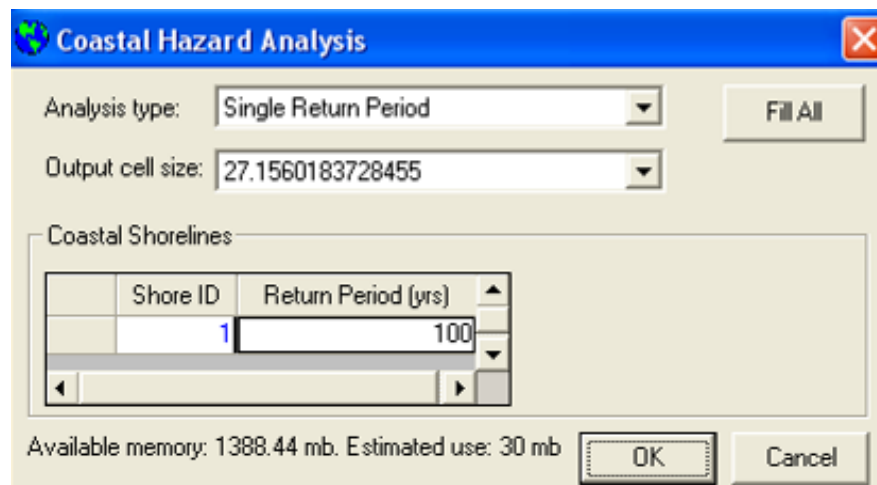 Coastal Hazard Analysis
Analysis type: Single Return Period Fill All
Output cell size: 27.1560183728455
Coastal Shorelines
Shore ID Return Period (yrs)
1 100
Available memory: 1388.44 mb. Estimated use: 30 mb OK Cancel